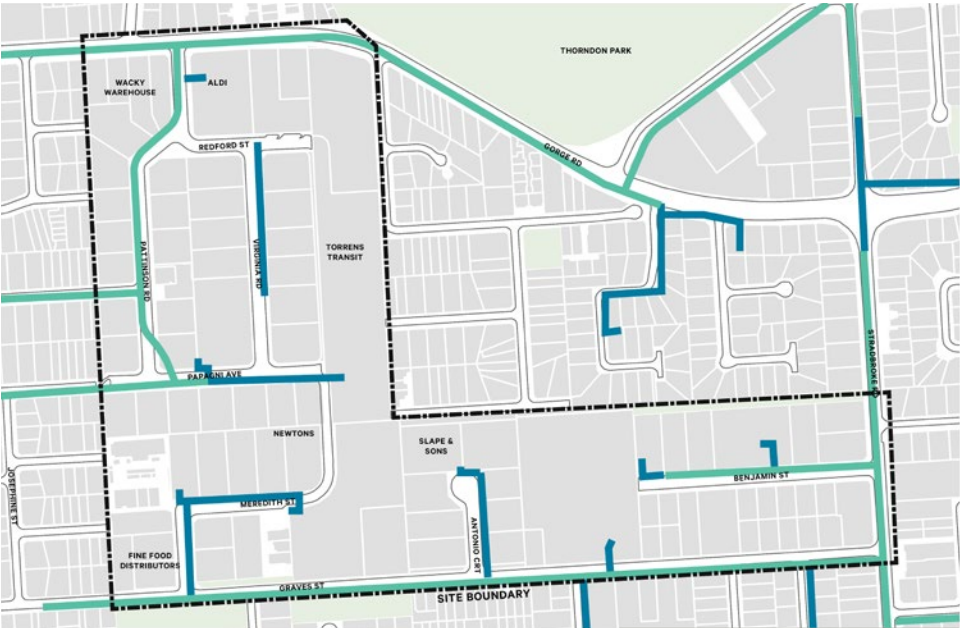 THORNDON PARK
WACKY
WAREHOUSE
ALDI
REDFORD ST
GORGE RD
PATTINSON RD
VIRGINIA RD
TORRENS
TRANSIT
STRADBROKE RD
PAPAGNI AVE
NEWTONS
SLAPE &
SONS
JOSEPHINE ST
MEREDITH ST
BENJAMIN ST
ANTONIO CRT
FINE FOOD
DISTRIBUTORS
GRAVES ST
SITE BOUNDARY